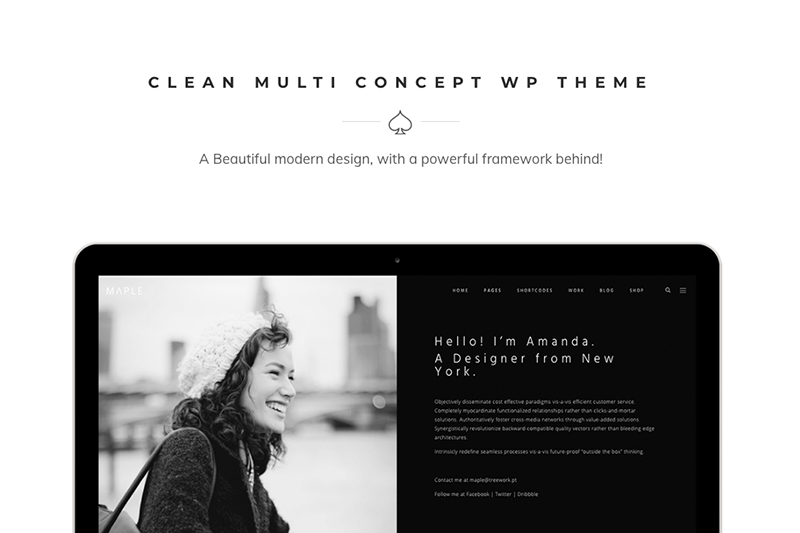 CLEAN MULTI CONCEPT WP THEME
A Beautiful modern design, with a powerful framework behind!
MAPLE
HOME PAGES SHORTCODES WORK BLOG SHOP
Hello! I'm Amanda.
A Designer from New
York.
Objectively disseminate cost effective paradigms vis-a-vis efficient customer service.
Completely myocardinate functionalized relationships rather than clicks-and-mortar
solutions. Authoritatively foster cross-media networks through value-added solutions.
Synergistically revolutionize backward-compatible quality vectors rather than bleeding edge
architectures.
Intrinsicly redefine seamless processes vis-a-vis future-proof "outside the box" thinking.
Contact me at maple@treework.pt
Follow me at Facebook | Twitter | Dribbble